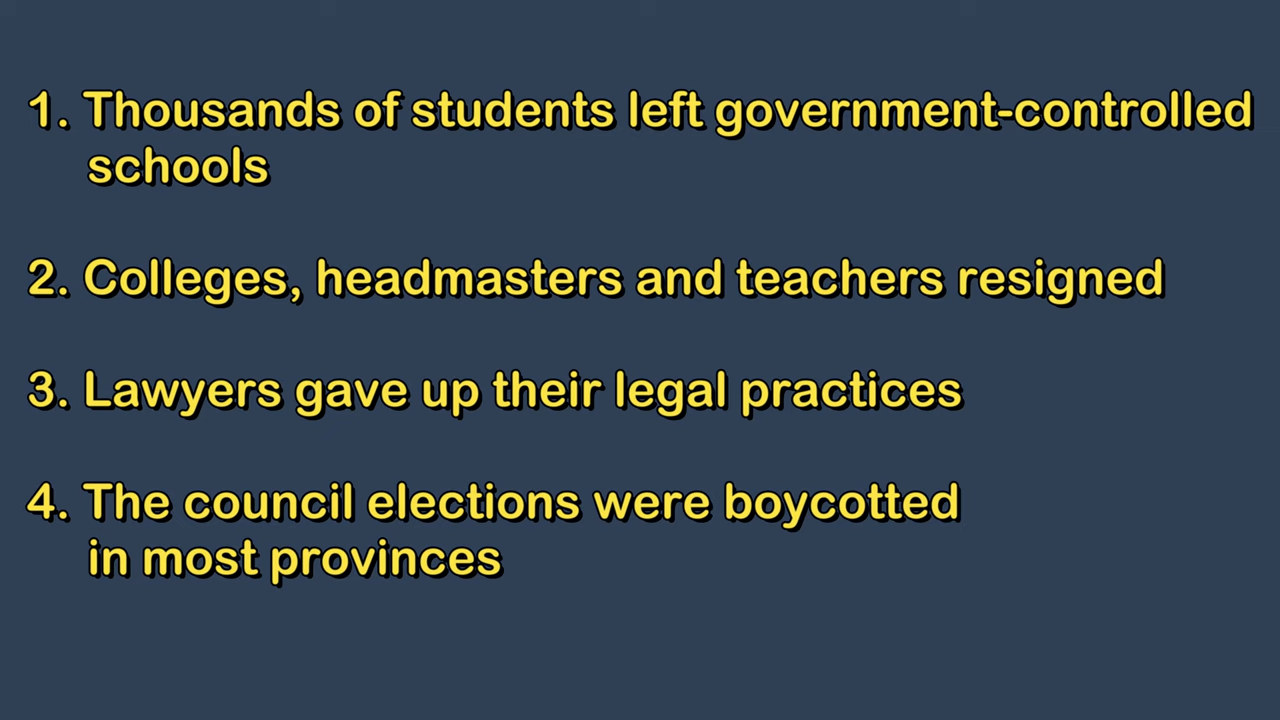 1. Thousands of students left government-controlled
schools
2. Colleges, headmasters and teachers resigned
3. Lawyers gave up their legal practices
4. The council elections were boycotted
in most provinces